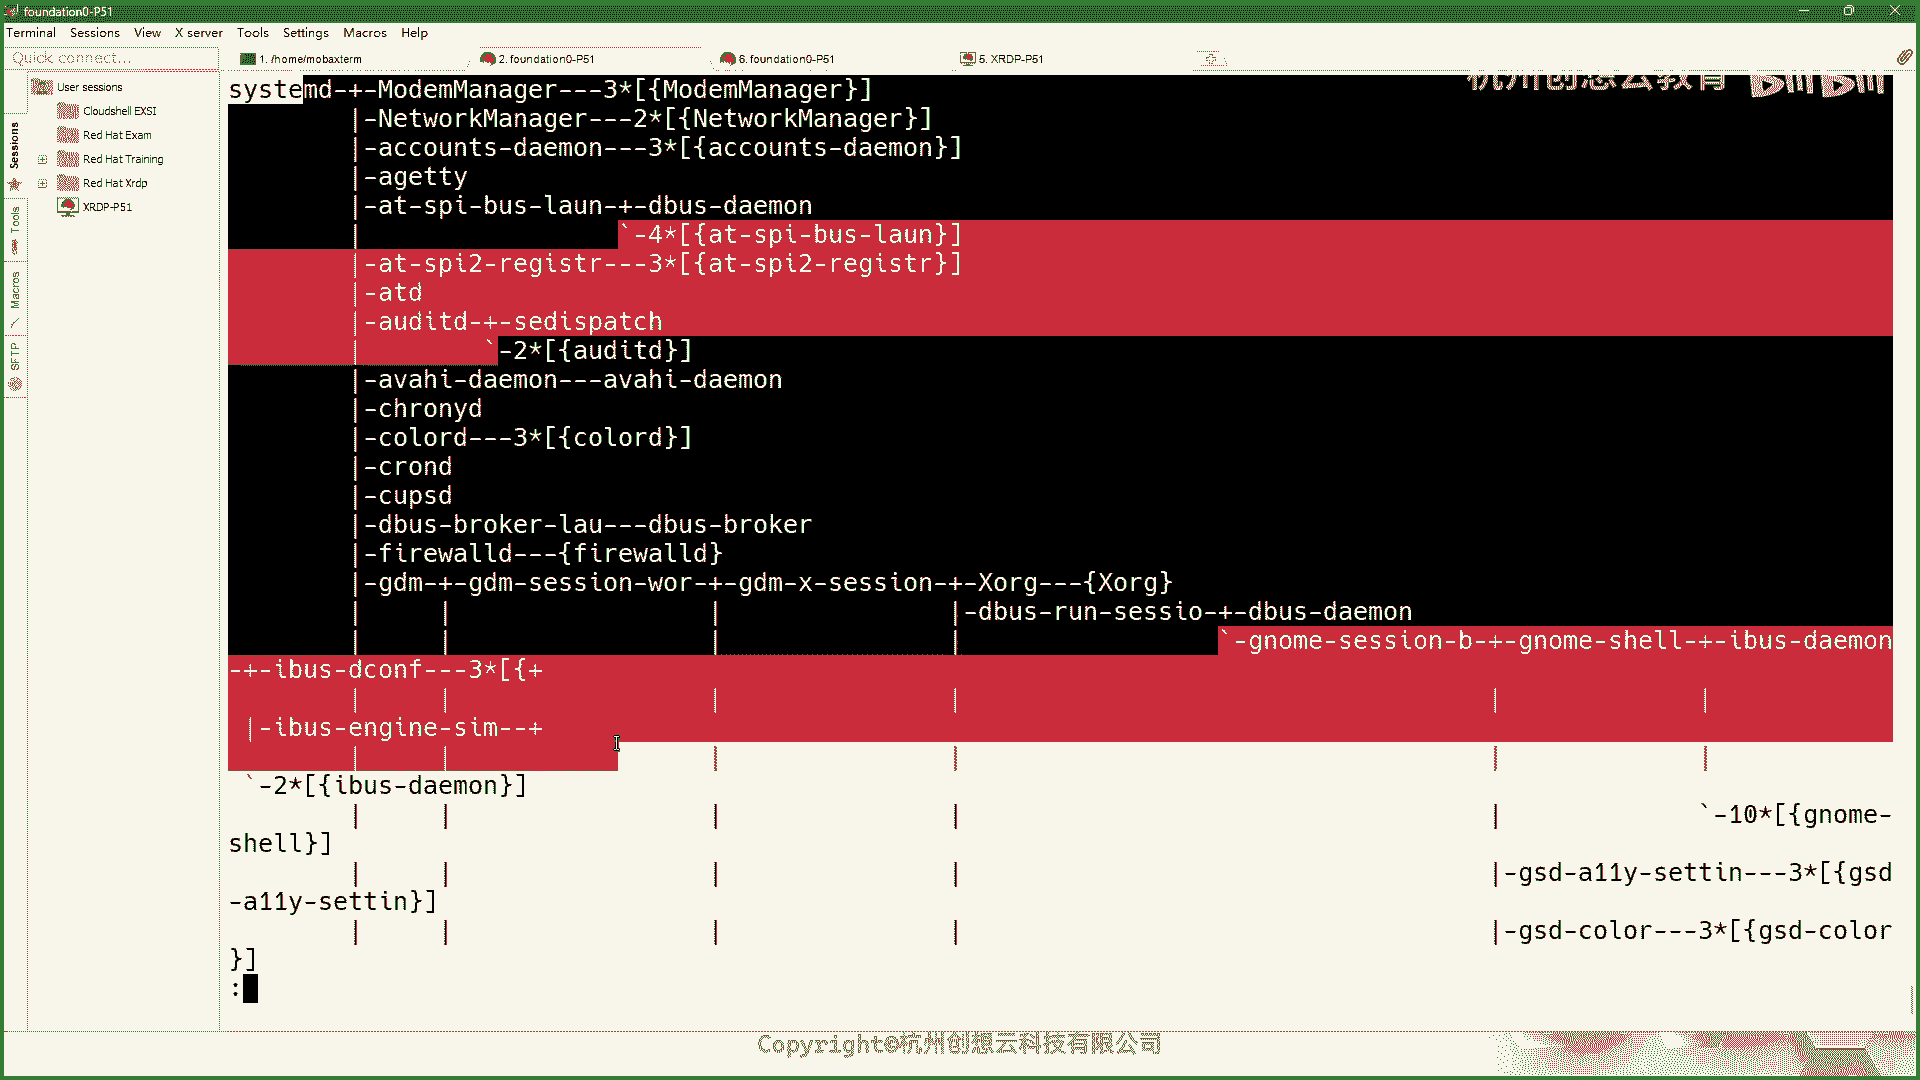 foundation0-P51
Terminal Sessions View X server Tools Settings Macros Help
Quick connect...
1. /home/mobaxterm
2. foundation0-P51
6. foundation0-P51
5. XRDP-P51
User sessions
Cloudshell EXSI
Red Hat Exam
Red Hat Training
Red Hat Xrdp
XRDP-P51
Sessions
Tools
Macros
SFTP
杭州创想云教育 bilibili
systemd-+-ModemManager---3*[{ModemManager}]
|-NetworkManager---2*[{NetworkManager}]
|-accounts-daemon---3*[{accounts-daemon}]
|-agetty
|-at-spi-bus-laun-+-dbus-daemon
| `-4*[{at-spi-bus-laun}]
|-at-spi2-registr---3*[{at-spi2-registr}]
|-atd
|-auditd-+-sedispatch
| `-2*[{auditd}]
|-avahi-daemon---avahi-daemon
|-chronyd
|-colord---3*[{colord}]
|-crond
|-cupsd
|-dbus-broker-lau---dbus-broker
|-firewalld---{firewalld}
|-gdm-+-gdm-session-wor-+-gdm-x-session-+-Xorg---{Xorg}
| | | |-dbus-run-sessio-+-dbus-daemon
| | | | `-gnome-session-b-+-gnome-shell-+-ibus-daemon
-+-ibus-dconf---3*[{+
| | | | | |
|-ibus-engine-sim--+
| | | | | |
`-2*[{ibus-daemon}]
| | | | | `-10*[{gnome-
shell}]
| | | | |-gsd-a11y-settin---3*[{gsd
-a11y-settin}]
| | | | |-gsd-color---3*[{gsd-color
}]
:
Copyright©杭州创想云科技有限公司